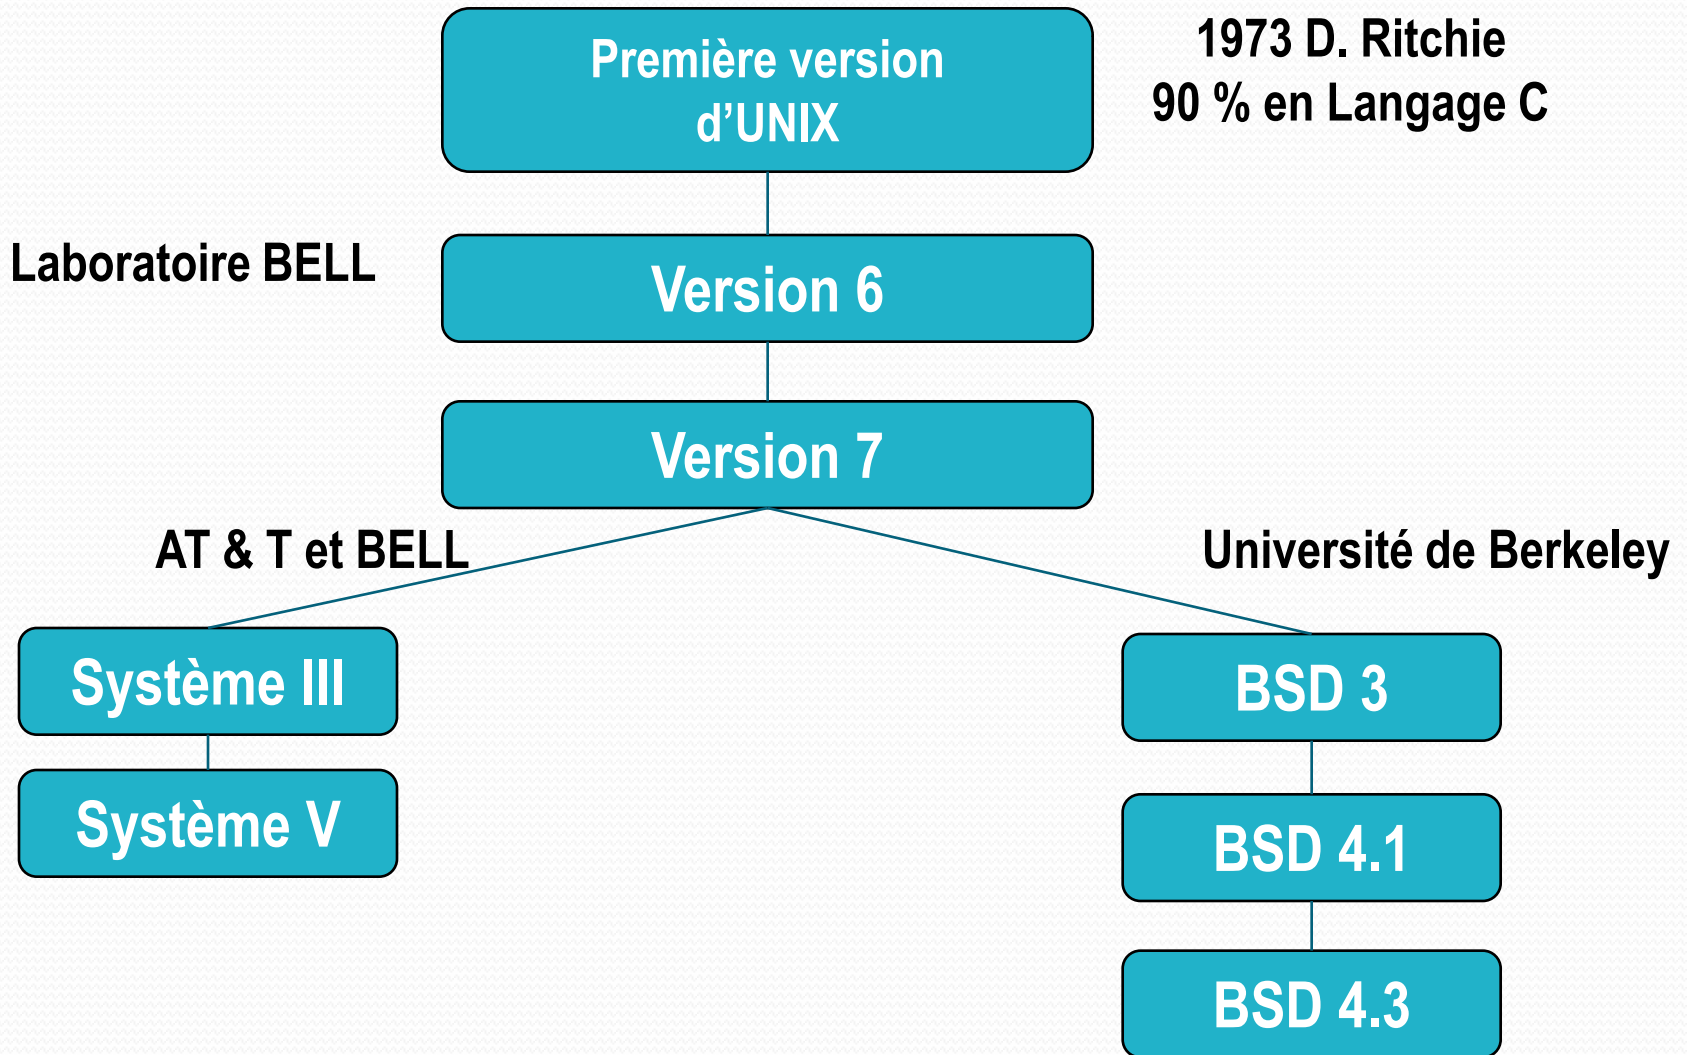 Première version
d’UNIX
1973 D. Ritchie
90 % en Langage C
Laboratoire BELL
Version 6
Version 7
AT & T et BELL
Université de Berkeley
Système III
BSD 3
Système V
BSD 4.1
BSD 4.3